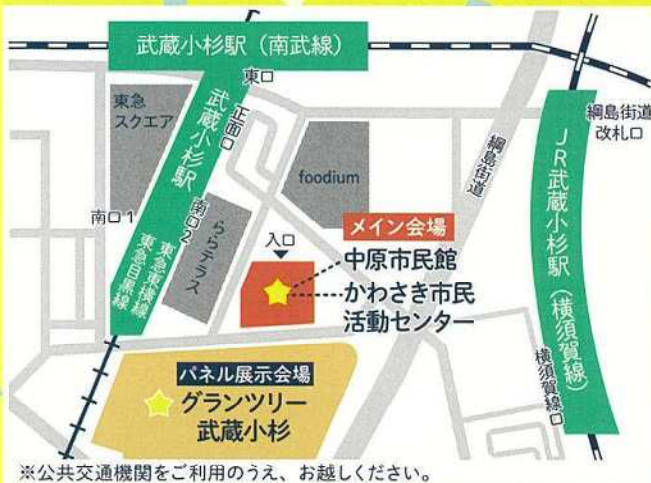 武蔵小杉駅（南武線）
東口
東急
スクエア
武蔵小杉駅
正面口
foodium
綱島街道
綱島街道
改札口
JR武蔵小杉駅（横須賀線）
南口1
南口2
東急東横線
東急目黒線
ららテラス
入口
メイン会場
中原市民館
かわさき市民
活動センター
横須賀線口
パネル展示会場
グランツリー
武蔵小杉
※公共交通機関をご利用のうえ、お越しください。